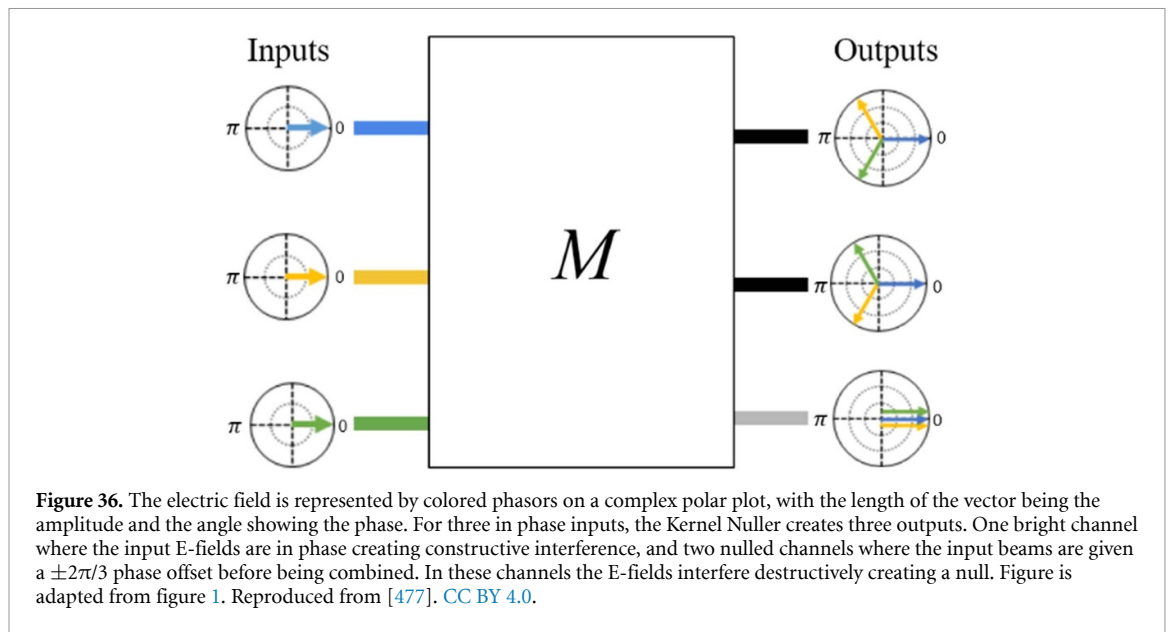 Inputs
Outputs
π 0
π 0
π 0
M
π 0
π 0
π 0
Figure 36. The electric field is represented by colored phasors on a complex polar plot, with the length of the vector being the
amplitude and the angle showing the phase. For three in phase inputs, the Kernel Nuller creates three outputs. One bright channel
where the input E-fields are in phase creating constructive interference, and two nulled channels where the input beams are given
a ±2π/3 phase offset before being combined. In these channels the E-fields interfere destructively creating a null. Figure is
adapted from figure 1. Reproduced from [477]. CC BY 4.0.